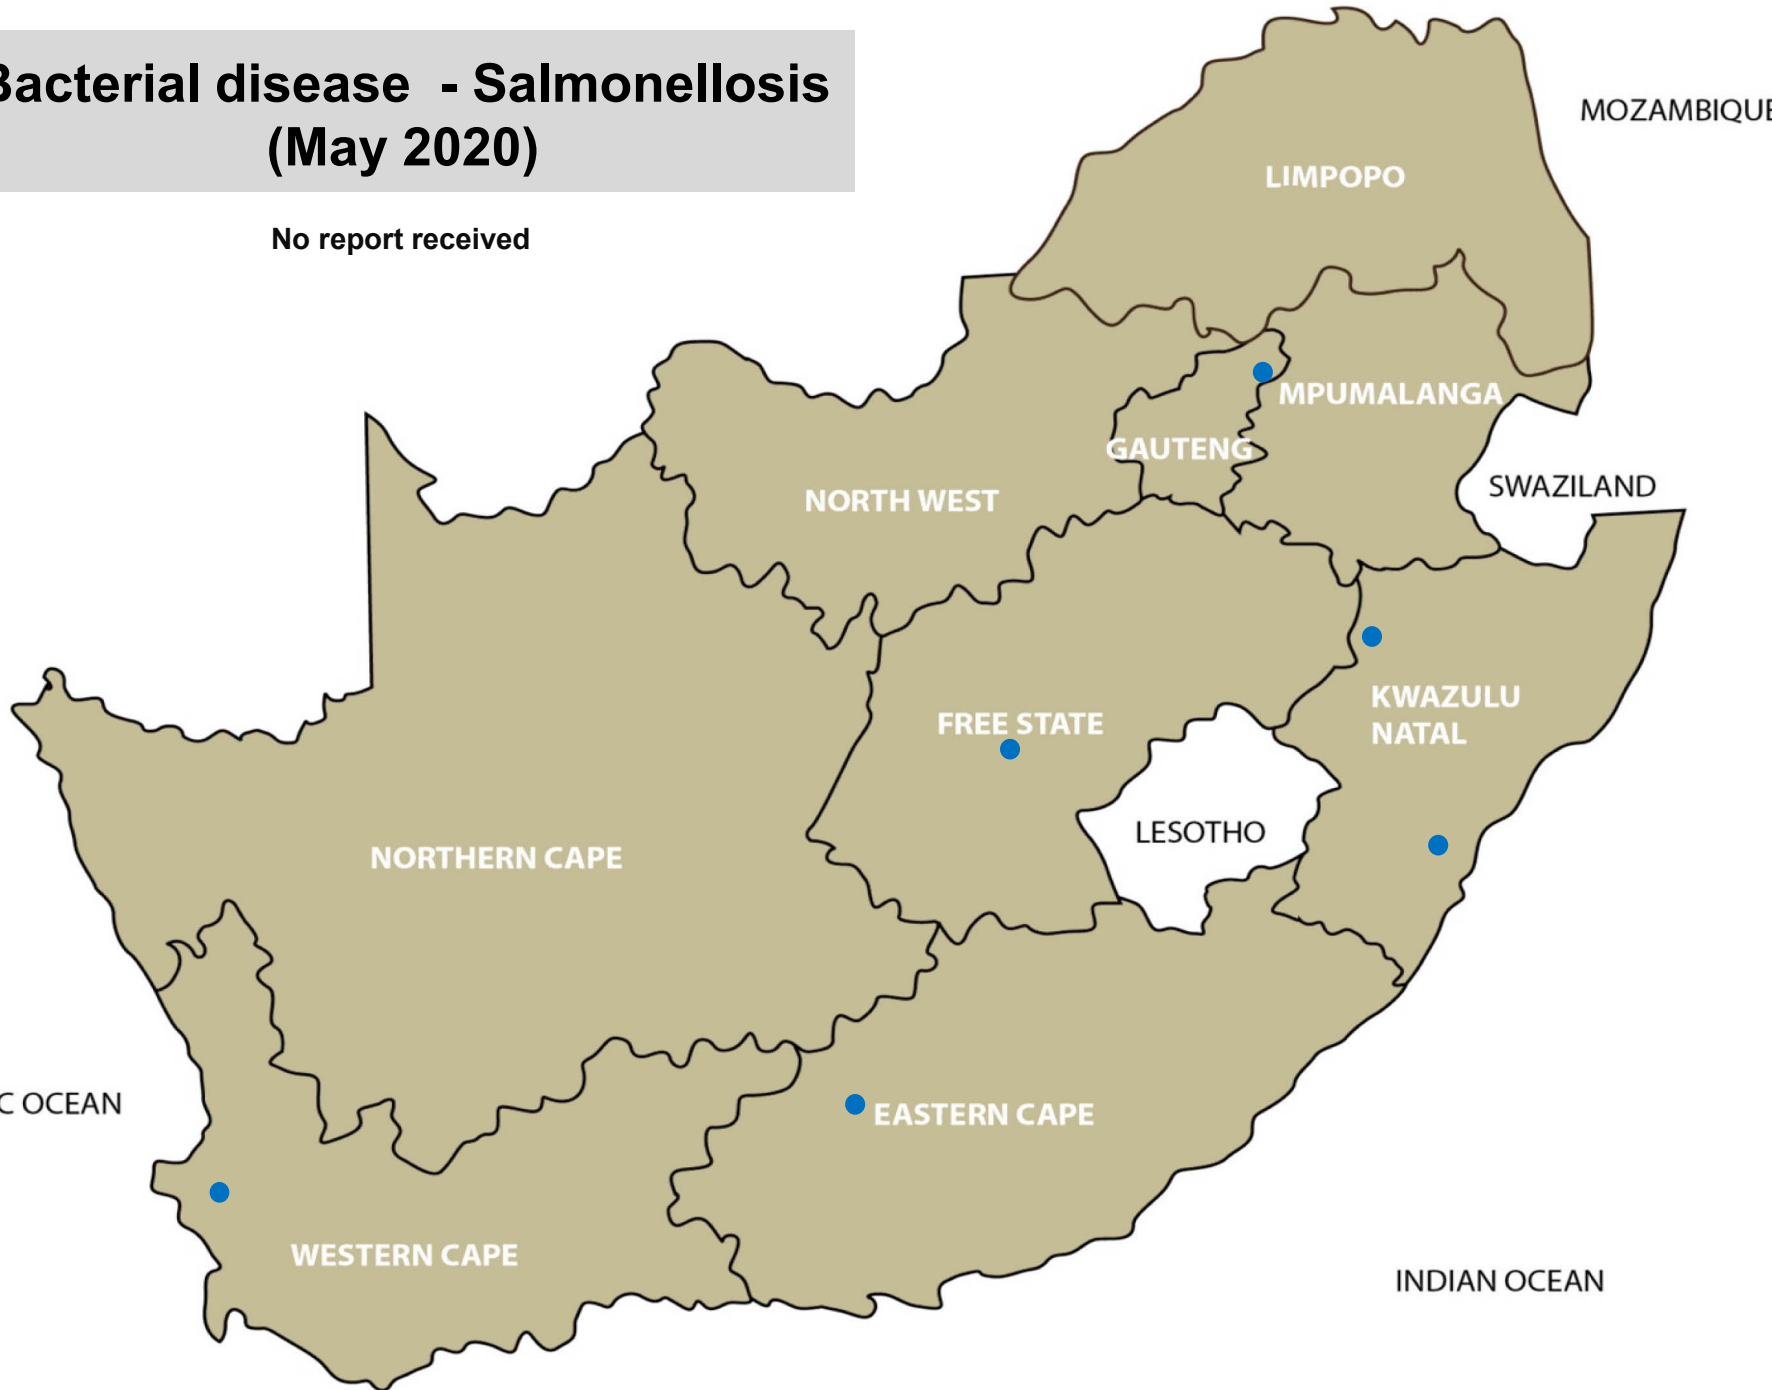 Bacterial disease - Salmonellosis
(May 2020)
No report received
MOZAMBIQUE
LIMPOPO
MPUMALANGA
GAUTENG
SWAZILAND
NORTH WEST
KWAZULU
NATAL
FREE STATE
LESOTHO
NORTHERN CAPE
C OCEAN
EASTERN CAPE
WESTERN CAPE
INDIAN OCEAN